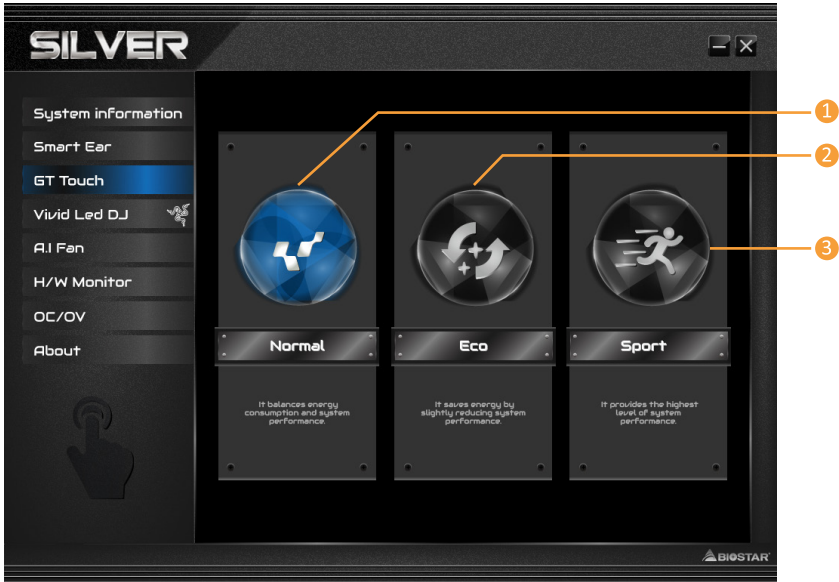 SILVER
System information
Smart Ear
GT Touch
Vivid Led DJ
A.I Fan
H/W Monitor
OC/OV
About
1
2
3
Normal
It balances energy
consumption and system
performance.
Eco
It saves energy by
slightly reducing system
performance.
Sport
It provides the highest
level of system
performance.
BIOSTAR